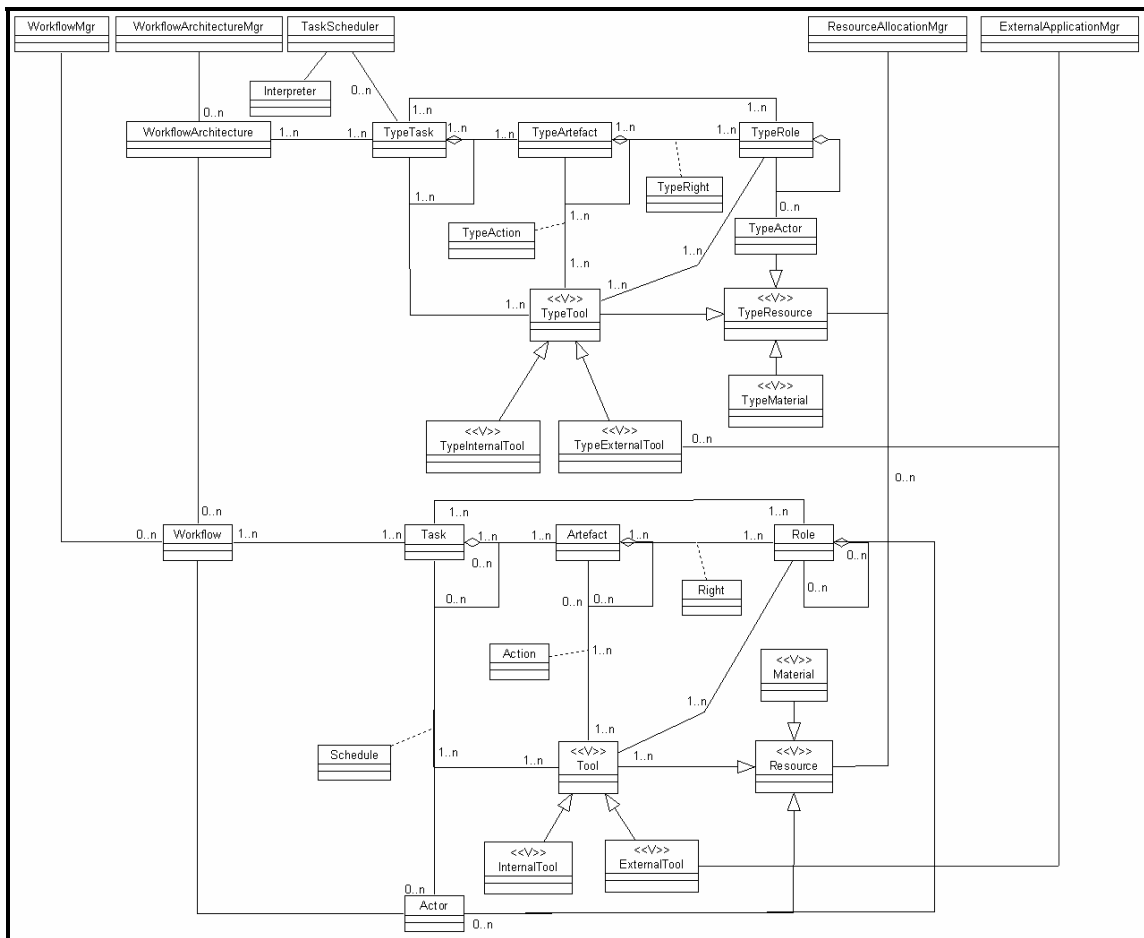 WorkflowMgr
WorkflowArchitectureMgr
TaskScheduler
ResourceAllocationMgr
ExternalApplicationMgr
Interpreter
0..n
0..n
1..n
1..n
WorkflowArchitecture
1..n
1..n
TypeTask
1..n
1..n
TypeArtefact
1..n
1..n
TypeRole
TypeRight
1..n
1..n
0..n
TypeAction
TypeActor
1..n
1..n
1..n
1..n
<<V>>
TypeTool
<<V>>
TypeResource
<<V>>
TypeMaterial
<<V>>
TypeInternalTool
<<V>>
TypeExternalTool
0..n
0..n
0..n
1..n
1..n
0..n
Workflow
1..n
1..n
Task
1..n
1..n
Artefact
1..n
1..n
Role
0..n
0..n
Right
0..n
0..n
0..n
0..n
Action
1..n
<<V>>
Material
1..n
1..n
Schedule
1..n
1..n
<<V>>
Tool
1..n
<<V>>
Resource
<<V>>
InternalTool
<<V>>
ExternalTool
0..n
Actor
0..n